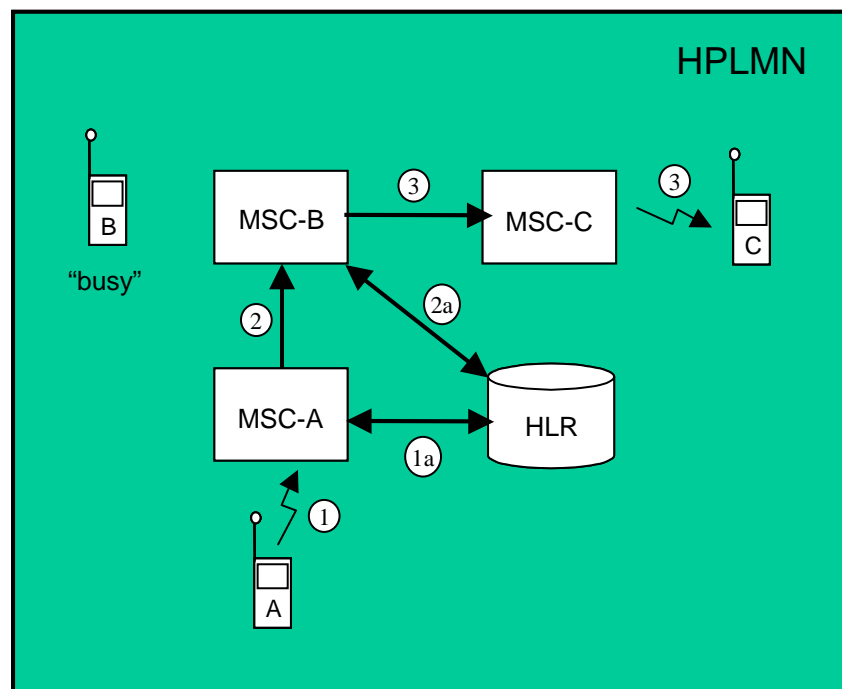 HPLMN
B
“busy”
MSC-B
3
MSC-C
3
C
2
2a
MSC-A
1a
HLR
1
A